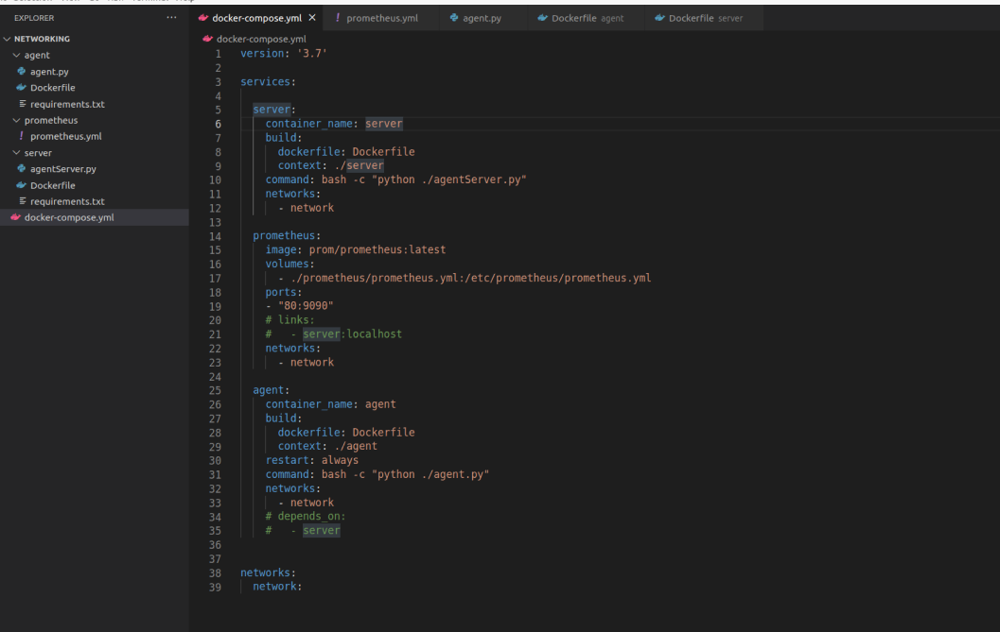 EXPLORER ···
NETWORKING
agent
agent.py
Dockerfile
requirements.txt
prometheus
! prometheus.yml
server
agentServer.py
Dockerfile
requirements.txt
docker-compose.yml
docker-compose.yml × ! prometheus.yml agent.py Dockerfile agent Dockerfile server
docker-compose.yml
1 version: '3.7'
2
3 services:
4
5 server:
6 container_name: server
7 build:
8 dockerfile: Dockerfile
9 context: ./server
10 command: bash -c "python ./agentServer.py"
11 networks:
12 - network
13
14 prometheus:
15 image: prom/prometheus:latest
16 volumes:
17 - ./prometheus/prometheus.yml:/etc/prometheus/prometheus.yml
18 ports:
19 - "80:9090"
20 # links:
21 # - server:localhost
22 networks:
23 - network
24
25 agent:
26 container_name: agent
27 build:
28 dockerfile: Dockerfile
29 context: ./agent
30 restart: always
31 command: bash -c "python ./agent.py"
32 networks:
33 - network
34 # depends_on:
35 # - server
36
37
38 networks:
39 network: